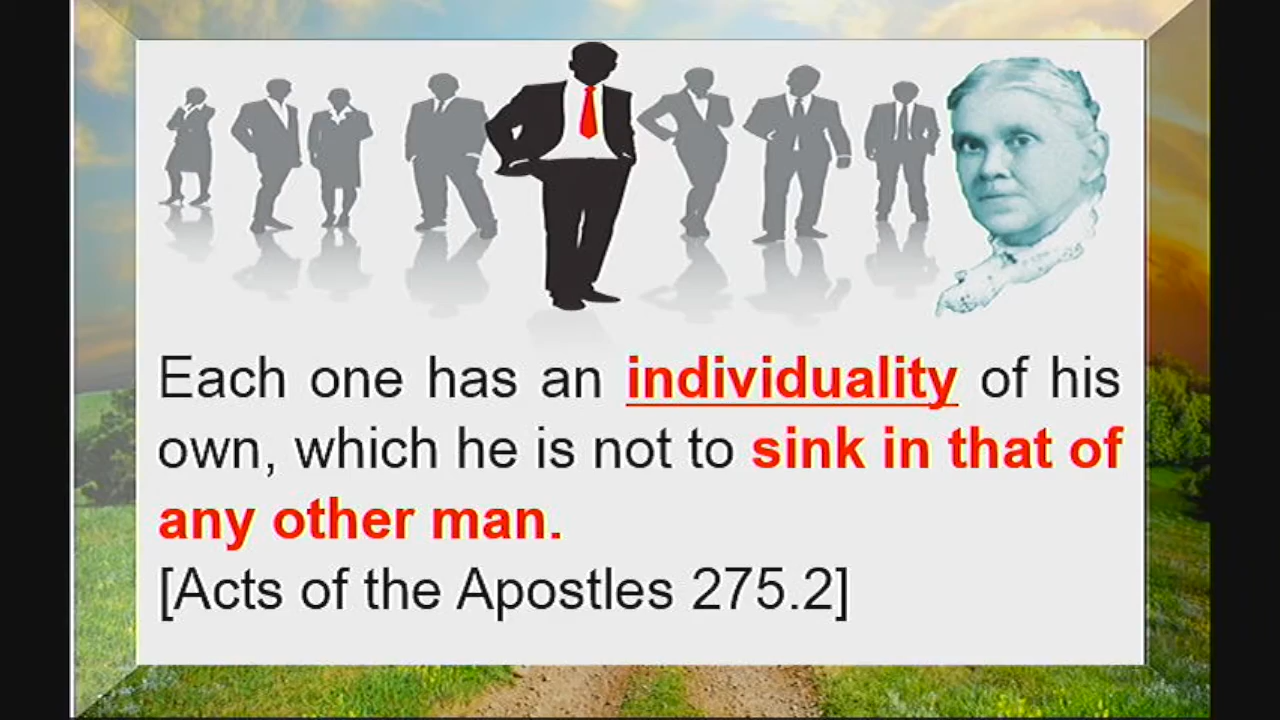 Each one has an individuality of his
own, which he is not to sink in that of
any other man.
[Acts of the Apostles 275.2]